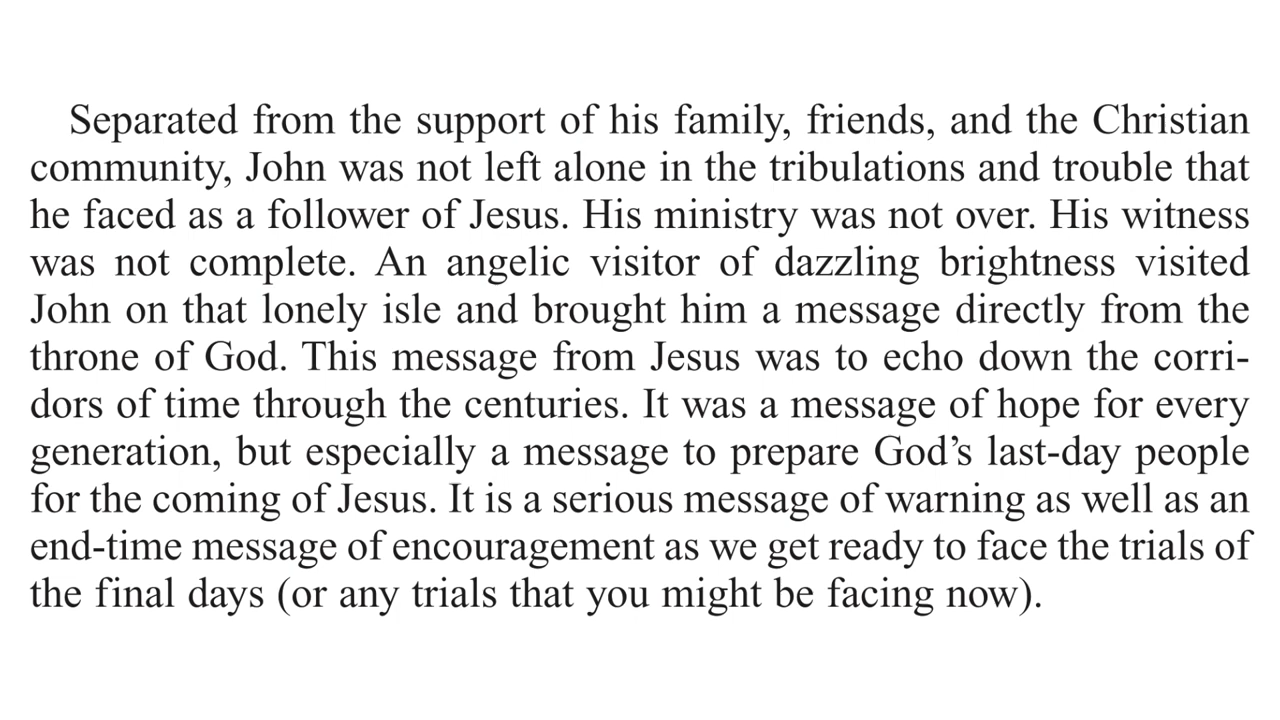 Separated from the support of his family, friends, and the Christian
community, John was not left alone in the tribulations and trouble that
he faced as a follower of Jesus. His ministry was not over. His witness
was not complete. An angelic visitor of dazzling brightness visited
John on that lonely isle and brought him a message directly from the
throne of God. This message from Jesus was to echo down the corri-
dors of time through the centuries. It was a message of hope for every
generation, but especially a message to prepare God’s last-day people
for the coming of Jesus. It is a serious message of warning as well as an
end-time message of encouragement as we get ready to face the trials of
the final days (or any trials that you might be facing now).